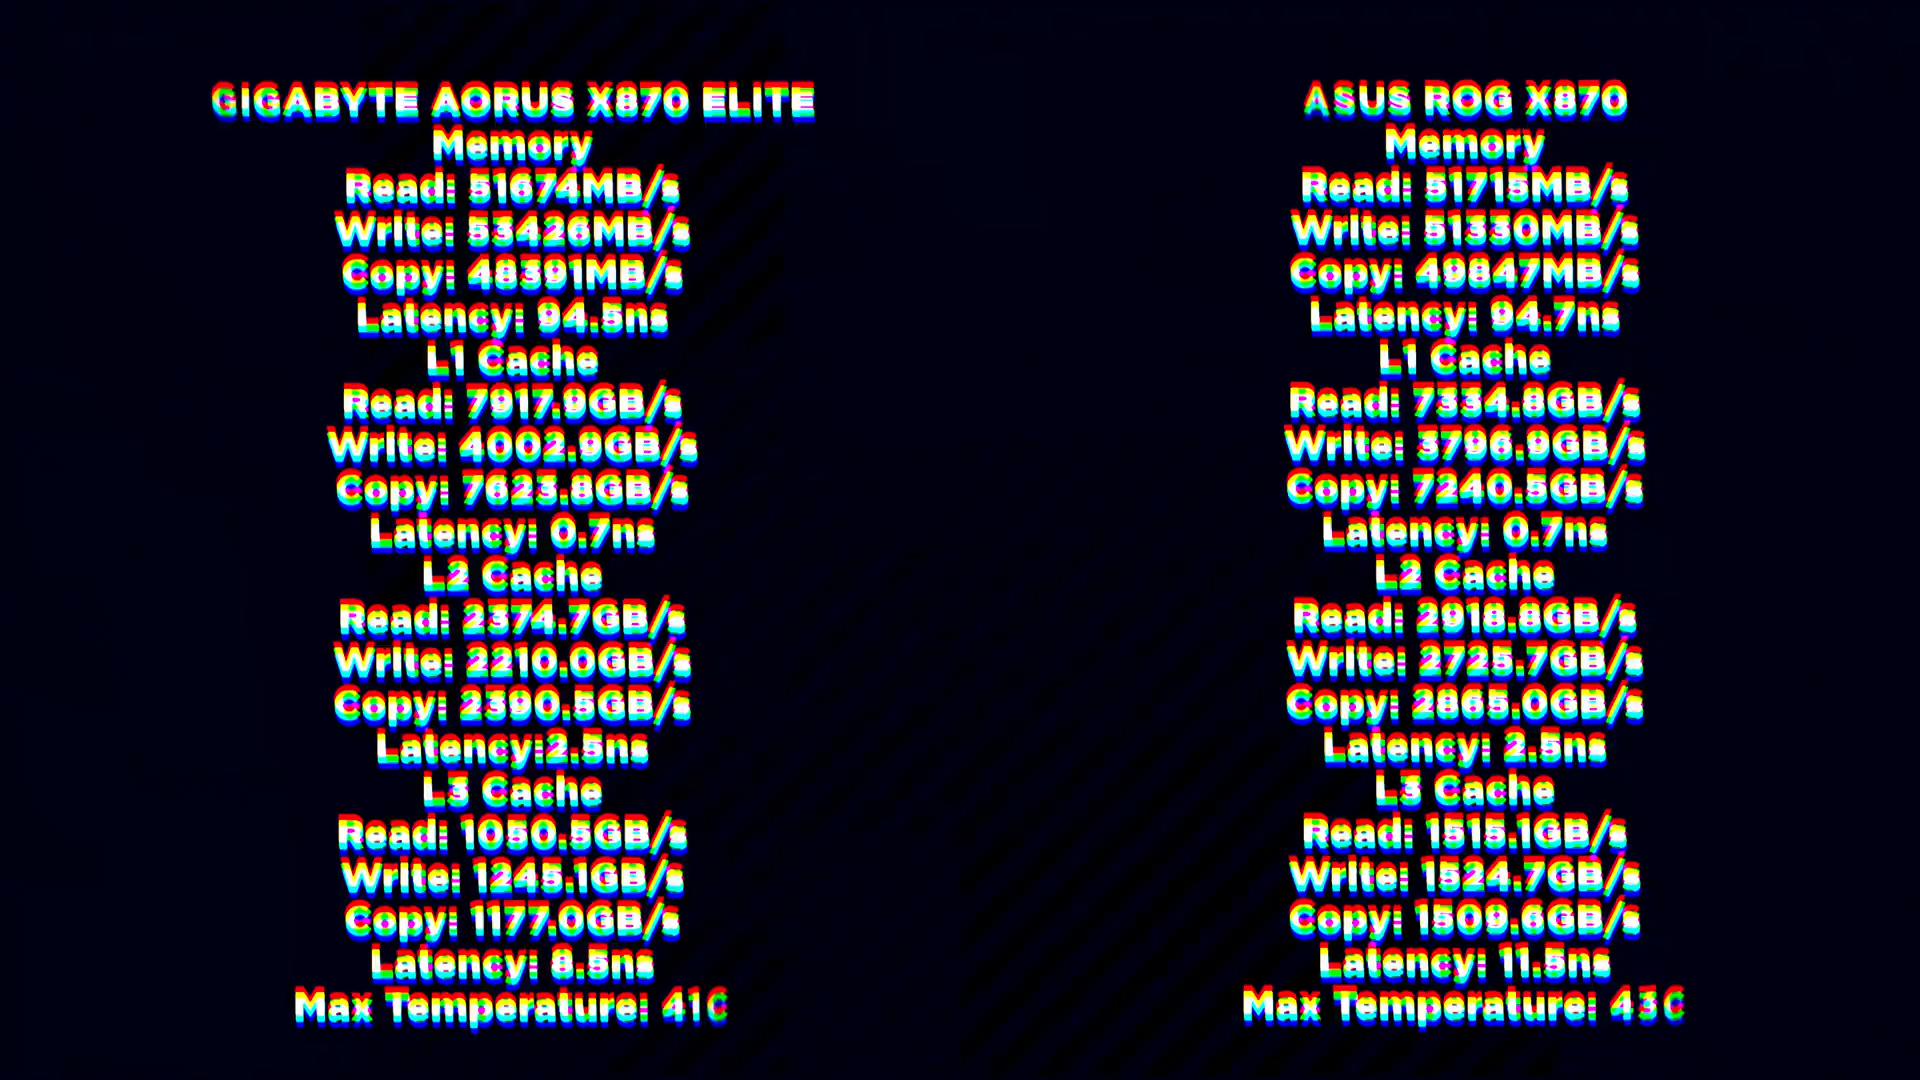 GIGABYTE AORUS X870 ELITE
Memory
Read: 51674MB/s
Write: 53426MB/s
Copy: 48391MB/s
Latency: 94.5ns
L1 Cache
Read: 7917.9GB/s
Write: 4002.9GB/s
Copy: 7623.8GB/s
Latency: 0.7ns
L2 Cache
Read: 2374.7GB/s
Write: 2210.0GB/s
Copy: 2390.5GB/s
Latency:2.5ns
L3 Cache
Read: 1050.5GB/s
Write: 1245.1GB/s
Copy: 1177.0GB/s
Latency: 8.5ns
Max Temperature: 41C
ASUS ROG X870
Memory
Read: 51715MB/s
Write: 51330MB/s
Copy: 49847MB/s
Latency: 94.7ns
L1 Cache
Read: 7334.8GB/s
Write: 3796.9GB/s
Copy: 7240.5GB/s
Latency: 0.7ns
L2 Cache
Read: 2918.8GB/s
Write: 2725.7GB/s
Copy: 2865.0GB/s
Latency: 2.5ns
L3 Cache
Read: 1515.1GB/s
Write: 1524.7GB/s
Copy: 1509.6GB/s
Latency: 11.5ns
Max Temperature: 43C